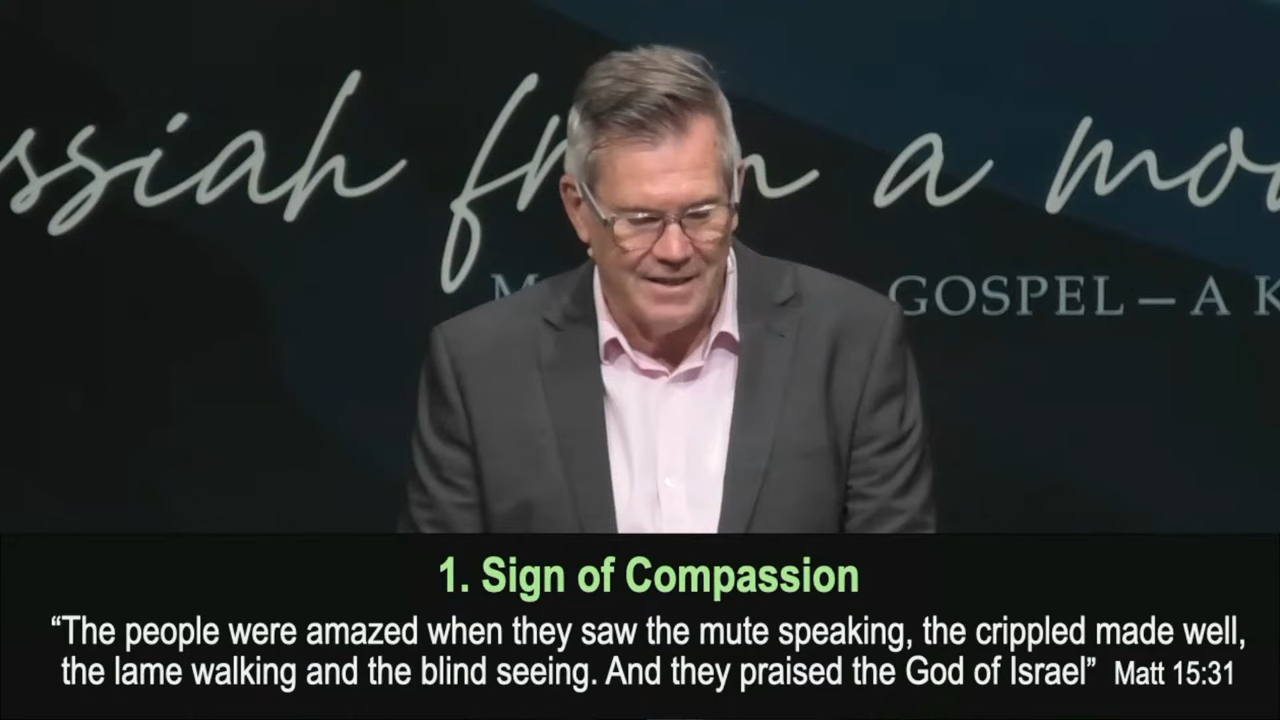 ssiah a mo
GOSPEL — A K
1. Sign of Compassion
“The people were amazed when they saw the mute speaking, the crippled made well,
the lame walking and the blind seeing. And they praised the God of Israel” Matt 15:31